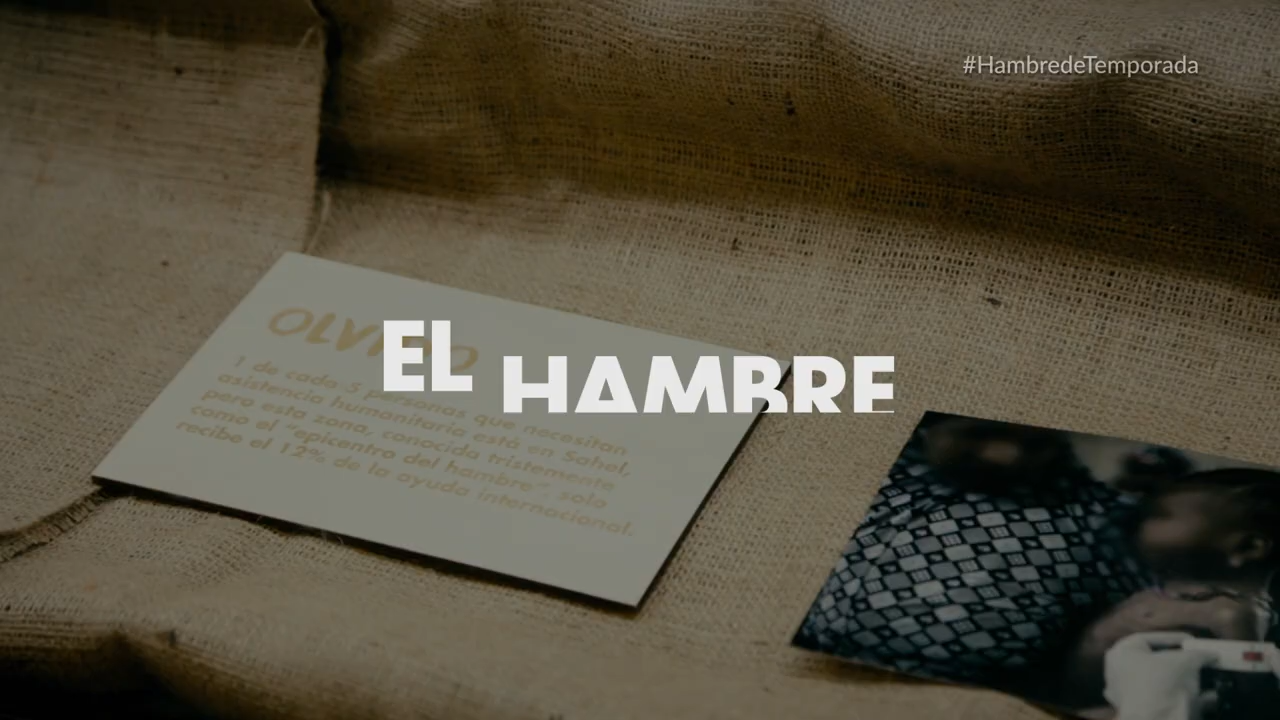 #HambredeTemporada
OLVIDO
EL HAMBRE
1 de cada 5 personas que necesitan
asistencia humanitaria está en Sahel,
pero esta zona, conocida tristemente
como el "epicentro del hambre", solo
recibe el 12% de la ayuda internacional.